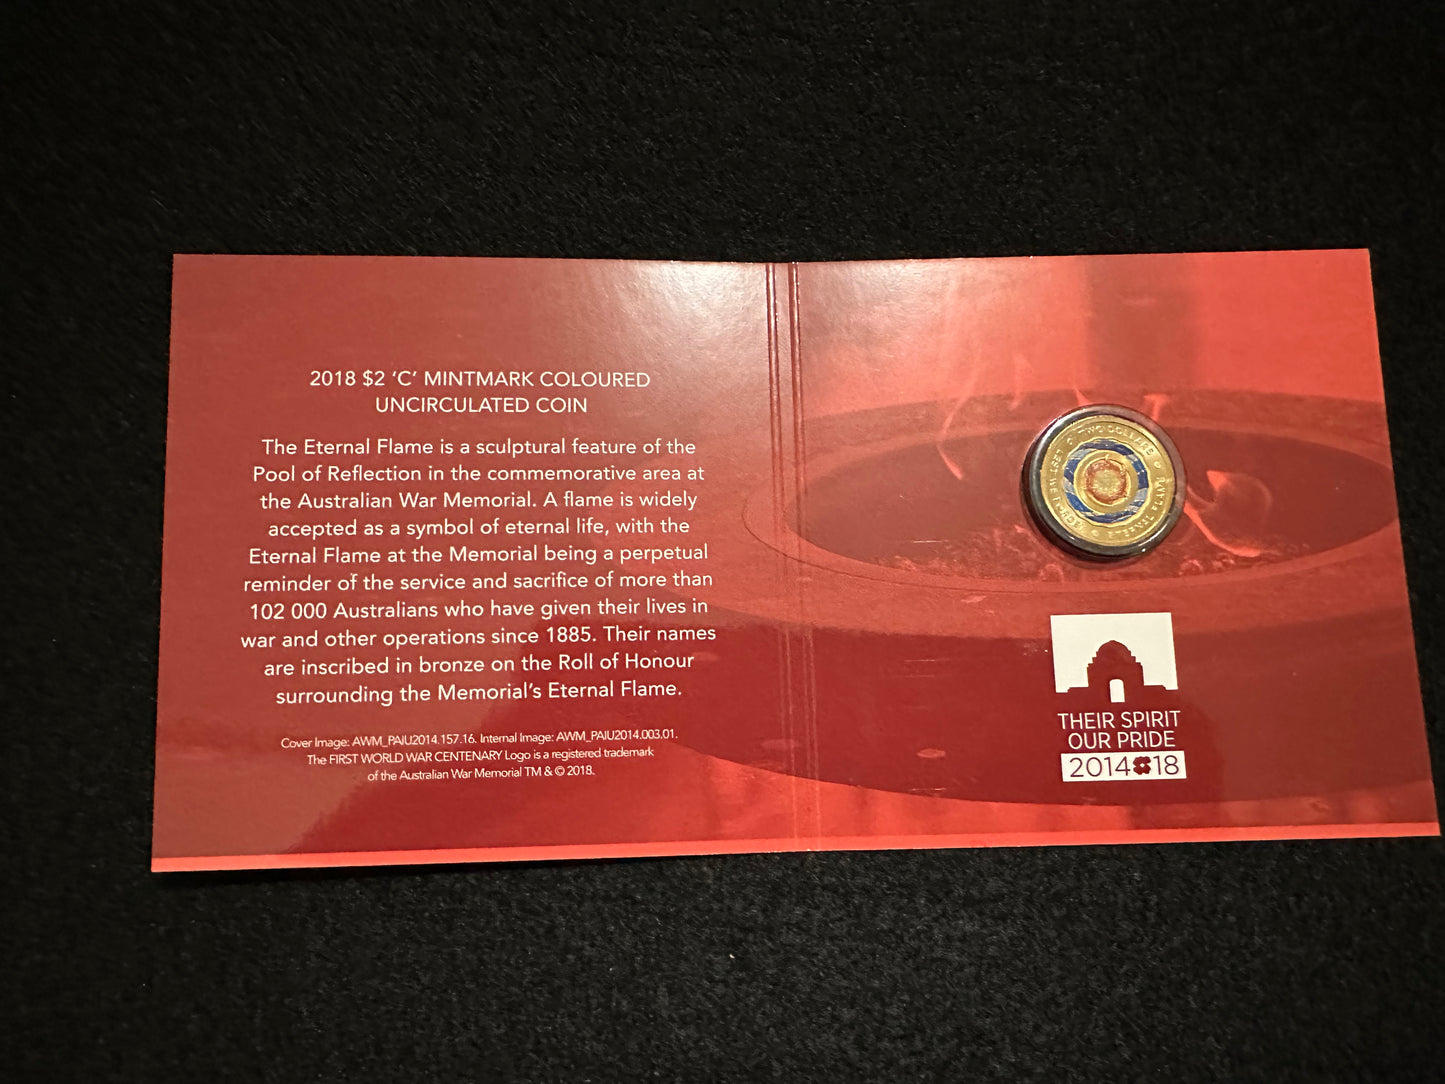 2018 $2 ‘C’ MINTMARK COLOURED
UNCIRCULATED COIN
The Eternal Flame is a sculptural feature of the
Pool of Reflection in the commemorative area at
the Australian War Memorial. A flame is widely
accepted as a symbol of eternal life, with the
Eternal Flame at the Memorial being a perpetual
reminder of the service and sacrifice of more than
102 000 Australians who have given their lives in
war and other operations since 1885. Their names
are inscribed in bronze on the Roll of Honour
surrounding the Memorial’s Eternal Flame.
Cover Image: AWM_PAIU2014.157.16. Internal Image: AWM_PAIU2014.003.01.
The FIRST WORLD WAR CENTENARY Logo is a registered trademark
of the Australian War Memorial TM & © 2018.
TWO DOLLARS
THEIR SPIRIT
OUR PRIDE
2014 18